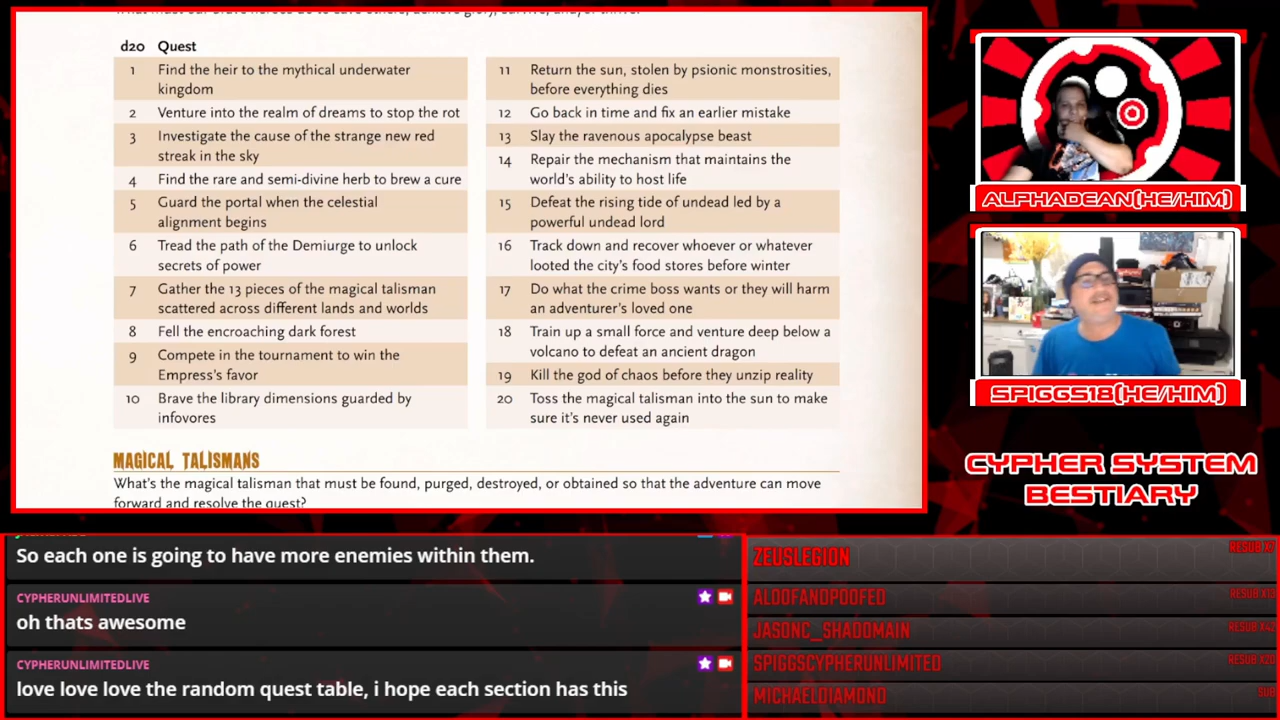 d20 Quest
1 Find the heir to the mythical underwater
kingdom
2 Venture into the realm of dreams to stop the rot
3 Investigate the cause of the strange new red
streak in the sky
4 Find the rare and semi-divine herb to brew a cure
5 Guard the portal when the celestial
alignment begins
6 Tread the path of the Demiurge to unlock
secrets of power
7 Gather the 13 pieces of the magical talisman
scattered across different lands and worlds
8 Fell the encroaching dark forest
9 Compete in the tournament to win the
Empress's favor
10 Brave the library dimensions guarded by
infovores
11 Return the sun, stolen by psionic monstrosities,
before everything dies
12 Go back in time and fix an earlier mistake
13 Slay the ravenous apocalypse beast
14 Repair the mechanism that maintains the
world's ability to host life
15 Defeat the rising tide of undead led by a
powerful undead lord
16 Track down and recover whoever or whatever
looted the city's food stores before winter
17 Do what the crime boss wants or they will harm
an adventurer's loved one
18 Train up a small force and venture deep below a
volcano to defeat an ancient dragon
19 Kill the god of chaos before they unzip reality
20 Toss the magical talisman into the sun to make
sure it's never used again
MAGICAL TALISMANS
What's the magical talisman that must be found, purged, destroyed, or obtained so that the adventure can move
forward and resolve the quest?
ALPHADEAN(HE/HIM)
SPIGGS18(HE/HIM)
CYPHER SYSTEM
BESTIARY
So each one is going to have more enemies within them.
CYPHERUNLIMITEDLIVE
oh thats awesome
CYPHERUNLIMITEDLIVE
love love love the random quest table, i hope each section has this
ZEUSLEGION RESUB X7
ALOOFANDPOOFED RESUB X13
JASONC_SHADOMAIN RESUB X42
SPIGGSCYPHERUNLIMITED RESUB X20
MICHAELDIAMOND SUB